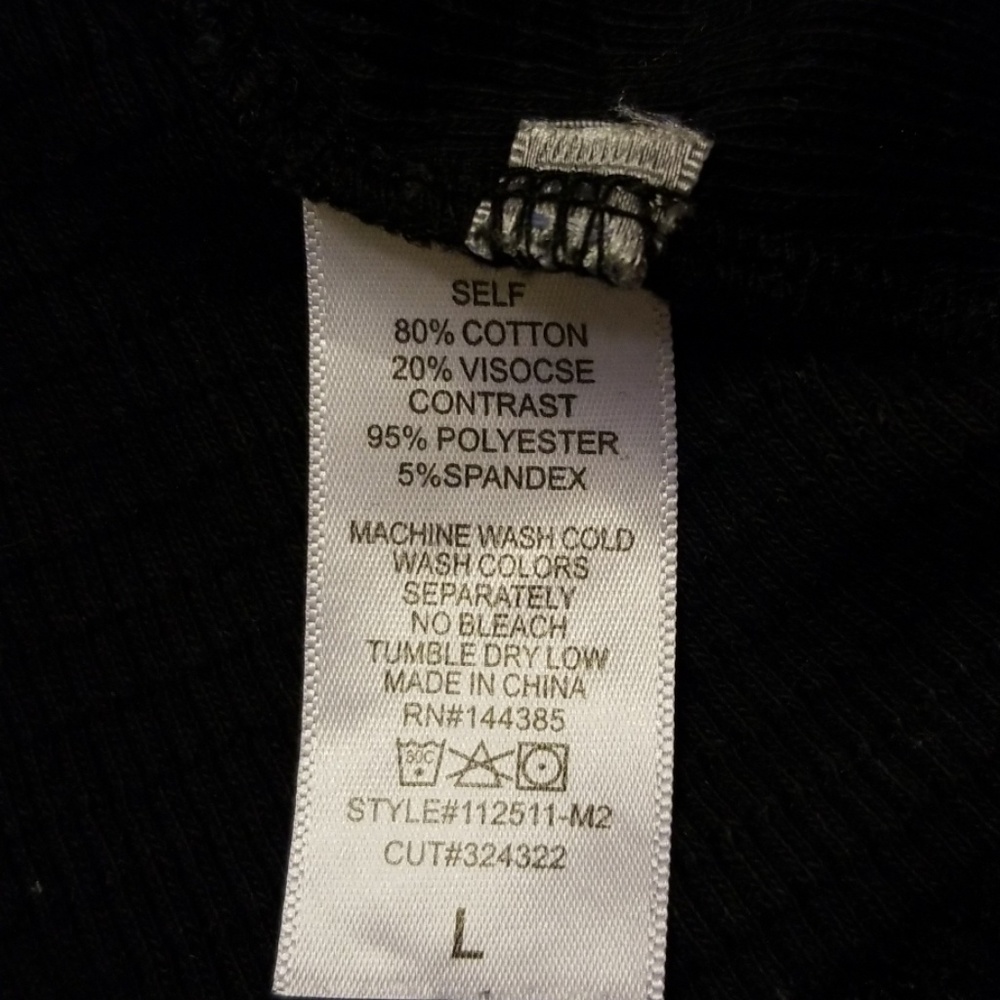 SELF
80% COTTON
20% VISOCSE
CONTRAST
95% POLYESTER
5%SPANDEX
MACHINE WASH COLD
WASH COLORS
SEPARATELY
NO BLEACH
TUMBLE DRY LOW
MADE IN CHINA
RN#144385
30C
STYLE#112511-M2
CUT#324322
L